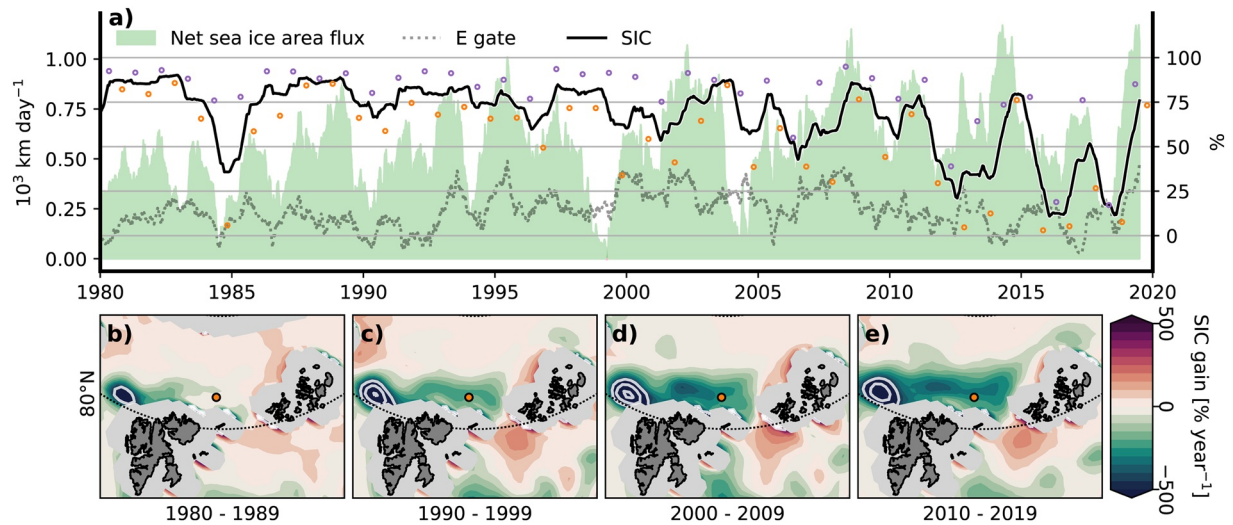 a)
Net sea ice area flux
E gate
SIC
10³ km day⁻¹
1.00
0.75
0.50
0.25
0.00
100
75
50
25
0
%
1980
1985
1990
1995
2000
2005
2010
2015
2020
b)
c)
d)
e)
80°N
1980 - 1989
1990 - 1999
2000 - 2009
2010 - 2019
500
0
−500
SIC gain [% year⁻¹]